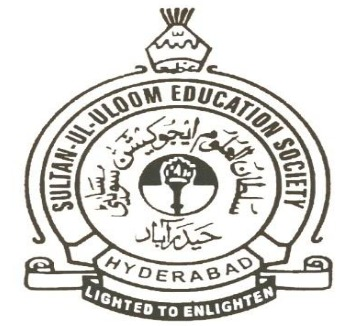 SULTAN-UL-ULOOM EDUCATION SOCIETY
سلطان العلوم ایجوکیشن سوسائٹی
حیدرآباد
HYDERABAD
LIGHTED TO ENLIGHTEN